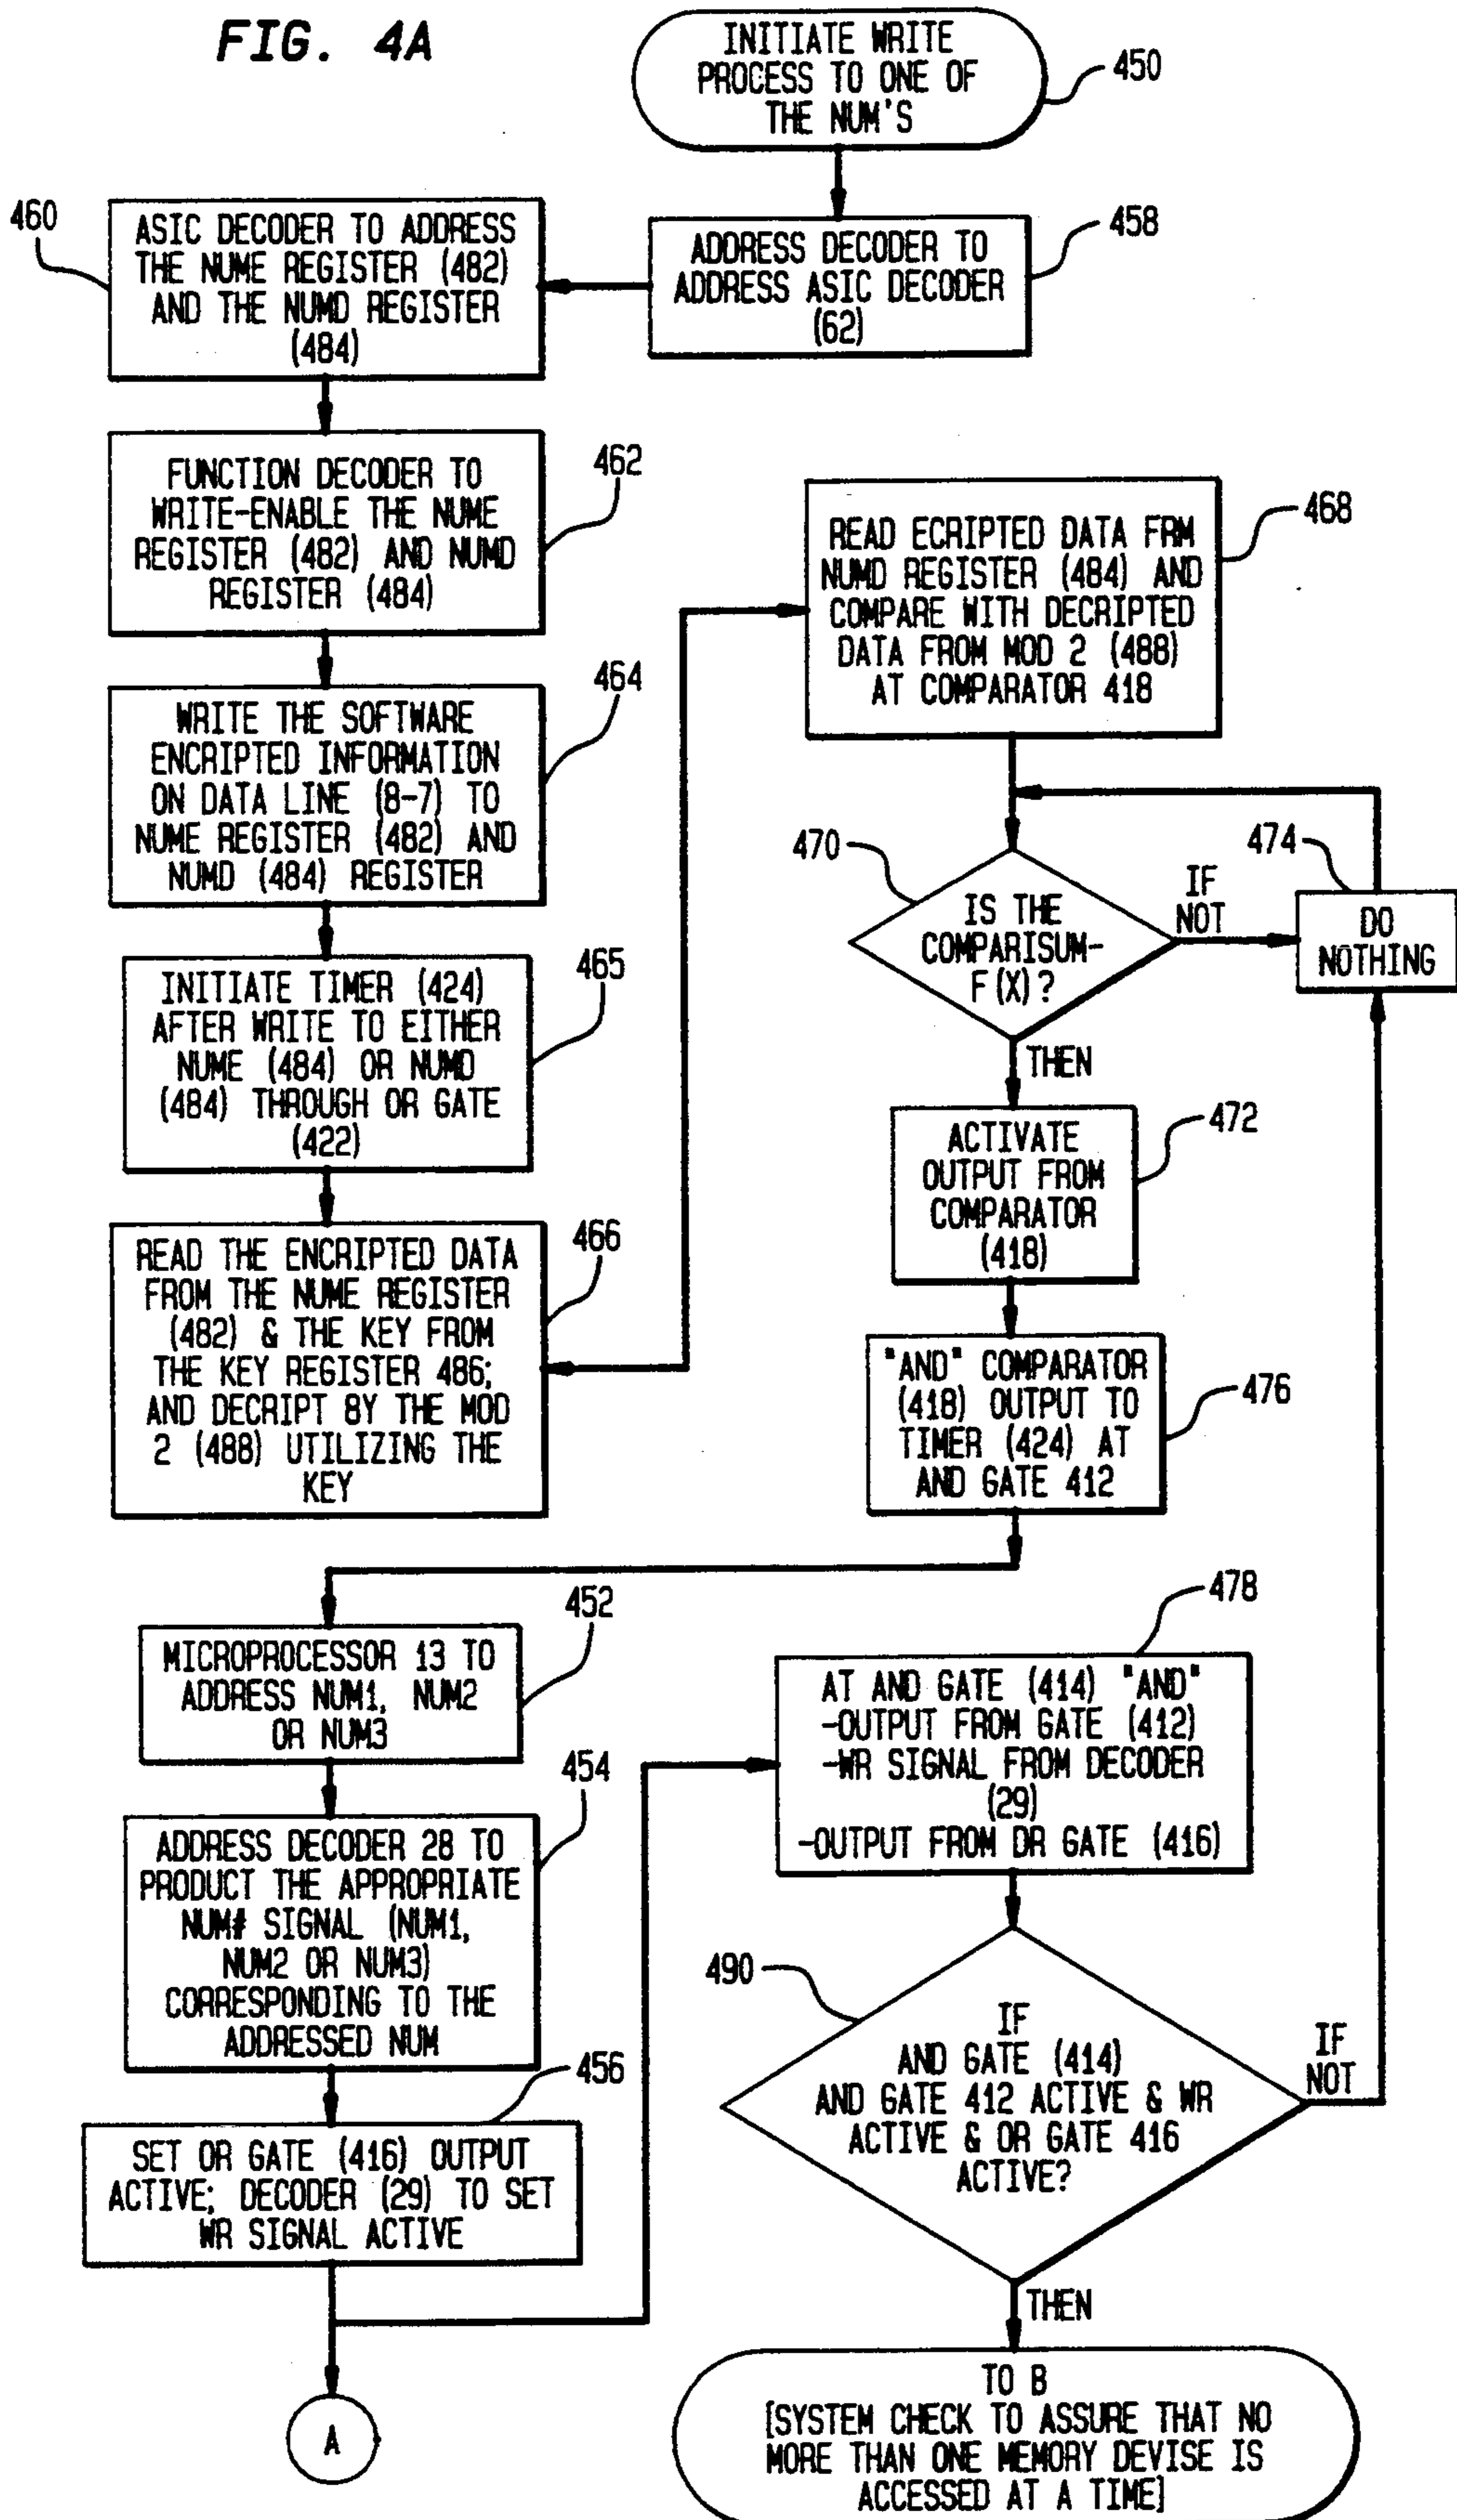 FIG. 4A
INITIATE WRITE
PROCESS TO ONE OF
THE NUM'S
450
ADDRESS DECODER TO
ADDRESS ASIC DECODER
(62)
458
460
ASIC DECODER TO ADDRESS
THE NUME REGISTER (482)
AND THE NUMD REGISTER
(484)
FUNCTION DECODER TO
WRITE-ENABLE THE NUME
REGISTER (482) AND NUMD
REGISTER (484)
462
WRITE THE SOFTWARE
ENCRIPTED INFORMATION
ON DATA LINE (8-7) TO
NUME REGISTER (482) AND
NUMD (484) REGISTER
464
INITIATE TIMER (424)
AFTER WRITE TO EITHER
NUME (484) OR NUMD
(484) THROUGH OR GATE
(422)
465
READ THE ENCRIPTED DATA
FROM THE NUME REGISTER
(482) & THE KEY FROM
THE KEY REGISTER 486;
AND DECRIPT BY THE MOD
2 (488) UTILIZING THE
KEY
466
READ ECRIPTED DATA FRM
NUMD REGISTER (484) AND
COMPARE WITH DECRIPTED
DATA FROM MOD 2 (488)
AT COMPARATOR 418
468
470
IS THE
COMPARISUM-
F(X)?
IF
NOT
474
DO
NOTHING
THEN
ACTIVATE
OUTPUT FROM
COMPARATOR
(418)
472
"AND" COMPARATOR
(418) OUTPUT TO
TIMER (424) AT
AND GATE 412
476
452
MICROPROCESSOR 13 TO
ADDRESS NUM1, NUM2
OR NUM3
454
ADDRESS DECODER 28 TO
PRODUCT THE APPROPRIATE
NUM# SIGNAL (NUM1,
NUM2 OR NUM3)
CORRESPONDING TO THE
ADDRESSED NUM
456
SET OR GATE (416) OUTPUT
ACTIVE; DECODER (29) TO SET
WR SIGNAL ACTIVE
A
478
AT AND GATE (414) "AND"
-OUTPUT FROM GATE (412)
-WR SIGNAL FROM DECODER
(29)
-OUTPUT FROM DR GATE (416)
490
IF
AND GATE (414)
AND GATE 412 ACTIVE & WR
ACTIVE & OR GATE 416
ACTIVE?
IF
NOT
THEN
TO B
[SYSTEM CHECK TO ASSURE THAT NO
MORE THAN ONE MEMORY DEVISE IS
ACCESSED AT A TIME]